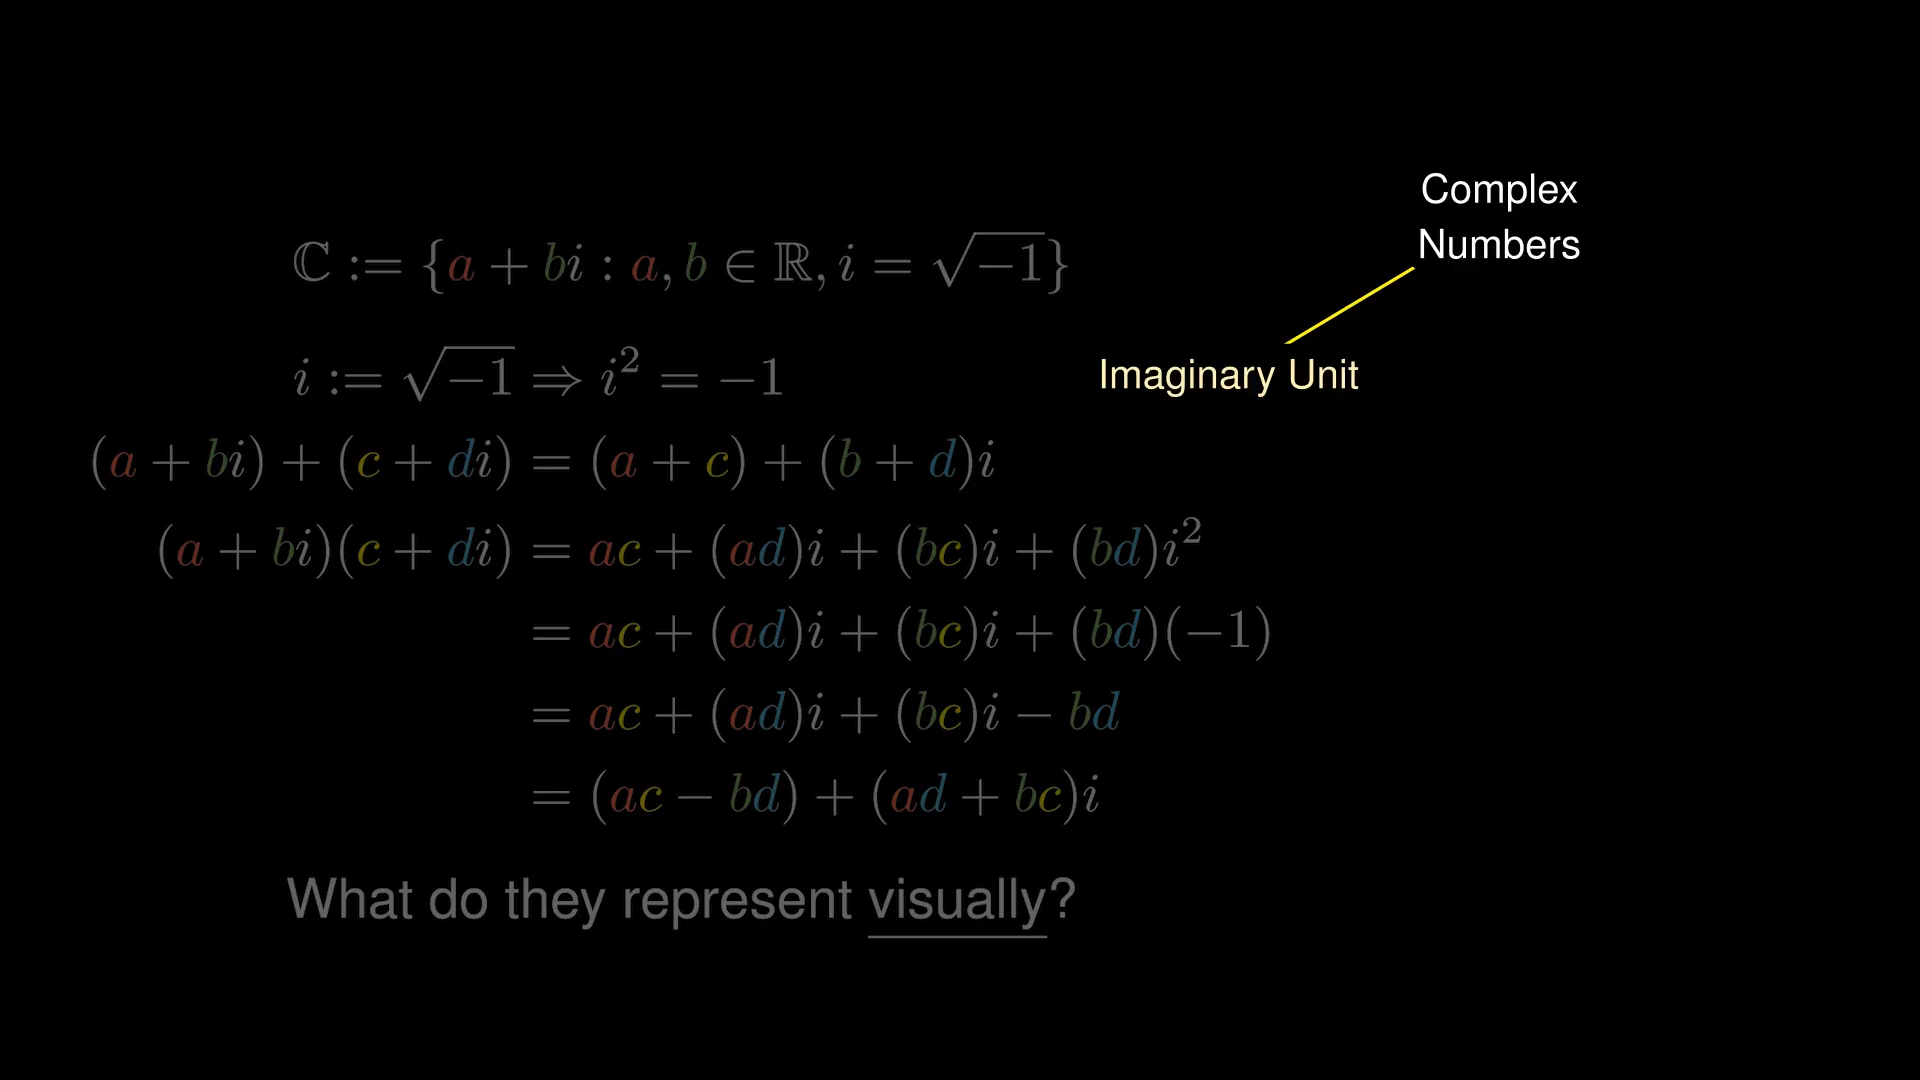 Complex
Numbers
ℂ := {a + bi : a, b ∈ ℝ, i = √−1}
Imaginary Unit
i := √−1 ⇒ i² = −1
(a + bi) + (c + di) = (a + c) + (b + d)i
(a + bi)(c + di) = ac + (ad)i + (bc)i + (bd)i²
= ac + (ad)i + (bc)i + (bd)(−1)
= ac + (ad)i + (bc)i − bd
= (ac − bd) + (ad + bc)i
What do they represent visually?